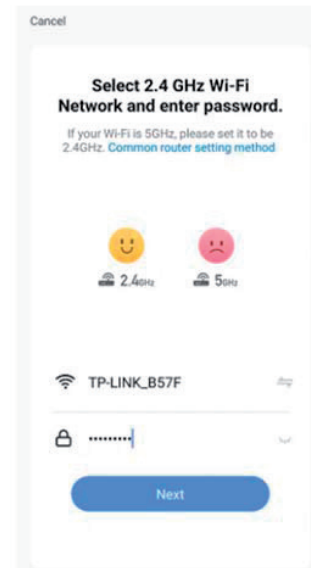 Cancel
Select 2.4 GHz Wi-Fi
Network and enter password.
If your Wi-Fi is 5GHz, please set it to be
2.4GHz. Common router setting method
2.4GHz 5GHz
TP-LINK_B57F
•••••••••
Next